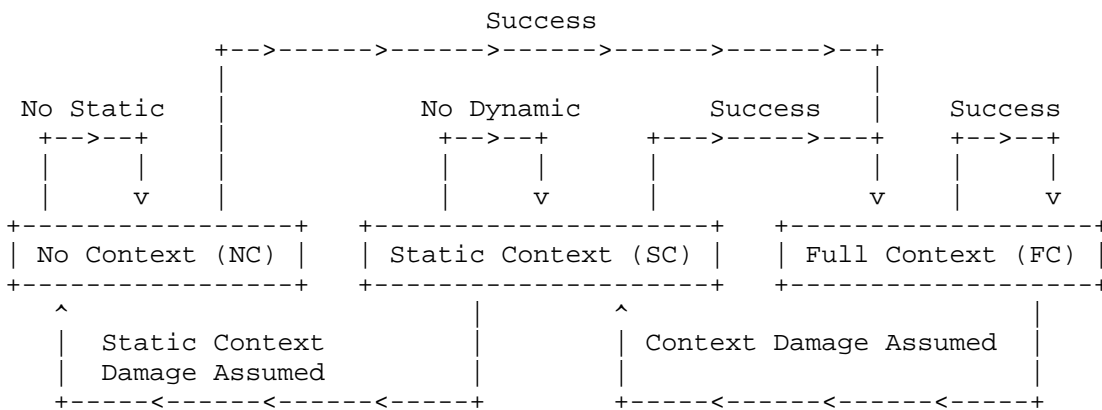 Success
No Static No Dynamic Success Success
No Context (NC) Static Context (SC) Full Context (FC)
Static Context Context Damage Assumed
Damage Assumed